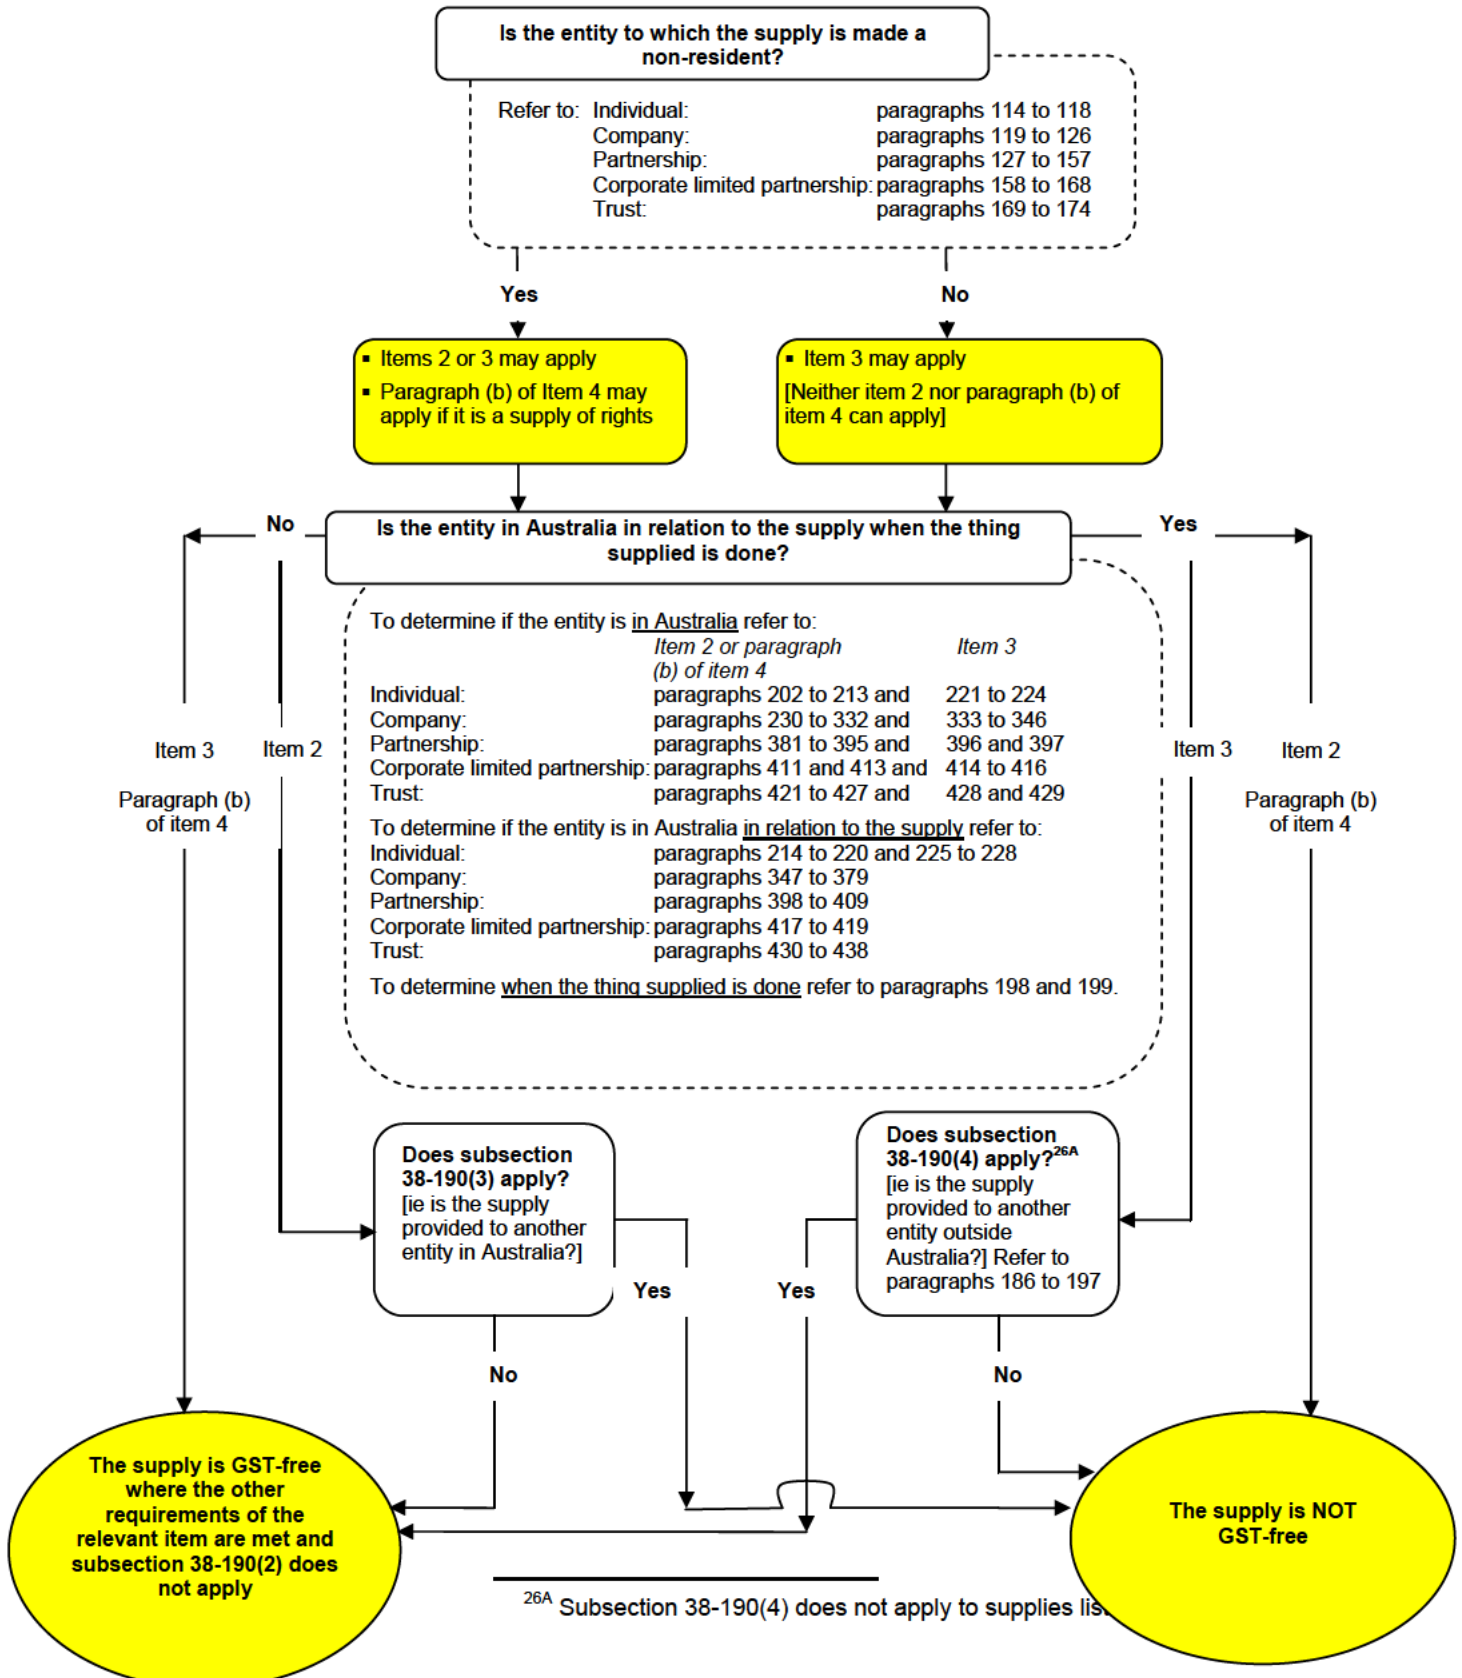 Is the entity to which the supply is made a
non-resident?
Refer to: Individual: paragraphs 114 to 118
Company: paragraphs 119 to 126
Partnership: paragraphs 127 to 157
Corporate limited partnership: paragraphs 158 to 168
Trust: paragraphs 169 to 174
Yes
No
▪ Items 2 or 3 may apply
▪ Paragraph (b) of Item 4 may
apply if it is a supply of rights
▪ Item 3 may apply
[Neither item 2 nor paragraph (b) of
item 4 can apply]
No
Is the entity in Australia in relation to the supply when the thing
supplied is done?
Yes
To determine if the entity is in Australia refer to:
Item 2 or paragraph Item 3
(b) of item 4
Individual: paragraphs 202 to 213 and 221 to 224
Company: paragraphs 230 to 332 and 333 to 346
Partnership: paragraphs 381 to 395 and 396 and 397
Corporate limited partnership: paragraphs 411 and 413 and 414 to 416
Trust: paragraphs 421 to 427 and 428 and 429
To determine if the entity is in Australia in relation to the supply refer to:
Individual: paragraphs 214 to 220 and 225 to 228
Company: paragraphs 347 to 379
Partnership: paragraphs 398 to 409
Corporate limited partnership: paragraphs 417 to 419
Trust: paragraphs 430 to 438
To determine when the thing supplied is done refer to paragraphs 198 and 199.
Item 3
Paragraph (b)
of item 4
Item 2
Item 3
Item 2
Paragraph (b)
of item 4
Does subsection
38-190(3) apply?
[ie is the supply
provided to another
entity in Australia?]
Does subsection
38-190(4) apply?26A
[ie is the supply
provided to another
entity outside
Australia?] Refer to
paragraphs 186 to 197
Yes
Yes
No
No
The supply is GST-free
where the other
requirements of the
relevant item are met and
subsection 38-190(2) does
not apply
The supply is NOT
GST-free
26A Subsection 38-190(4) does not apply to supplies